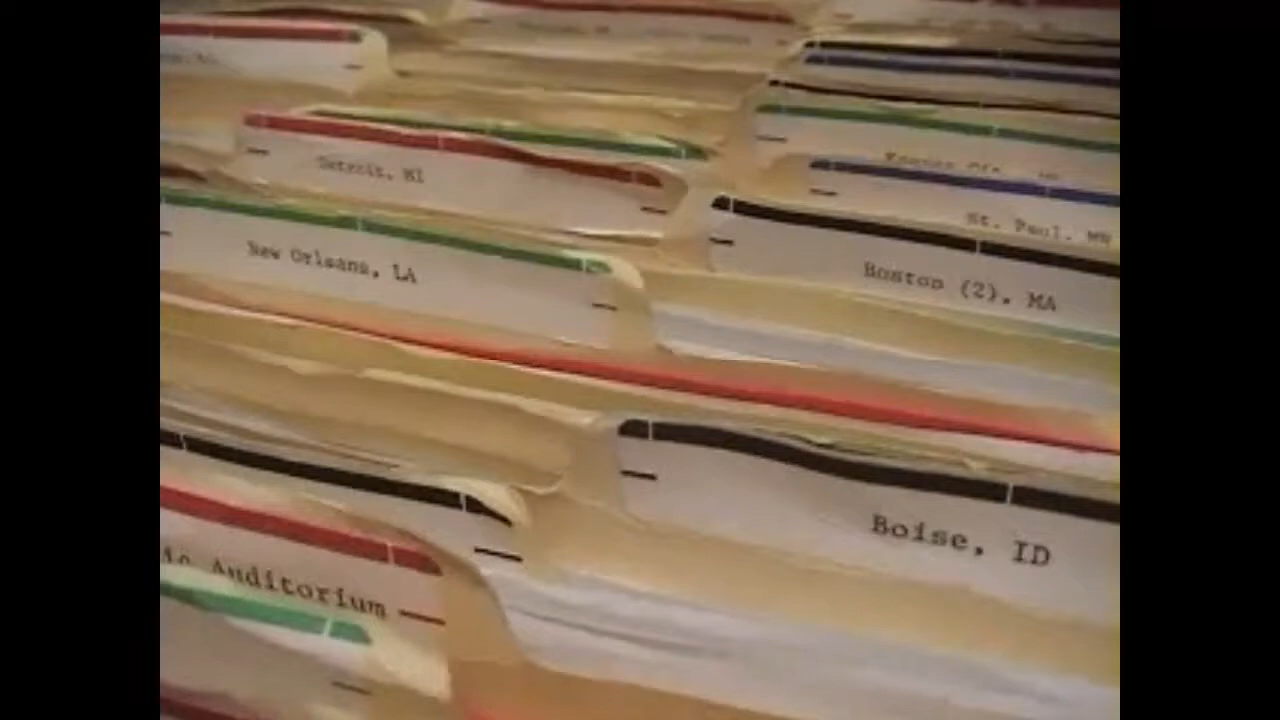 Detroit, MI
St. Paul, MN
New Orleans, LA
Boston (2), MA
Boise, ID
Auditorium